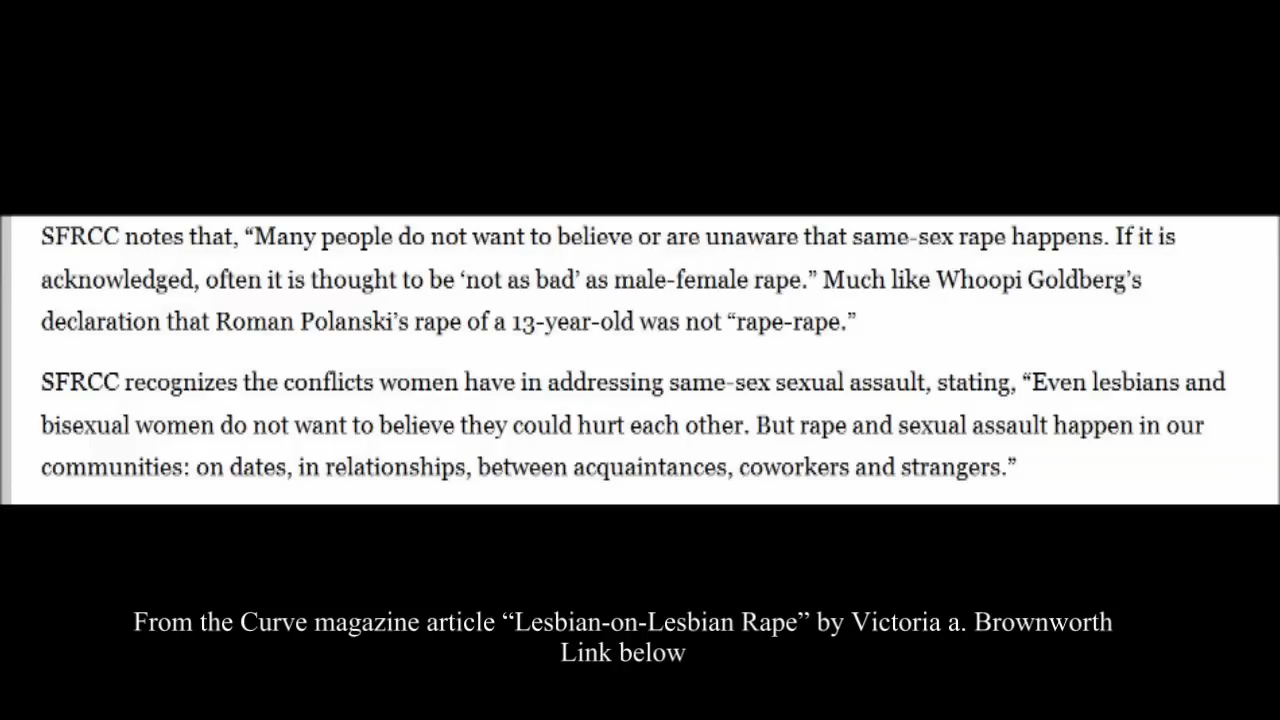 SFRCC notes that, “Many people do not want to believe or are unaware that same-sex rape happens. If it is
acknowledged, often it is thought to be ‘not as bad’ as male-female rape.” Much like Whoopi Goldberg’s
declaration that Roman Polanski’s rape of a 13-year-old was not “rape-rape.”
SFRCC recognizes the conflicts women have in addressing same-sex sexual assault, stating, “Even lesbians and
bisexual women do not want to believe they could hurt each other. But rape and sexual assault happen in our
communities: on dates, in relationships, between acquaintances, coworkers and strangers.”
From the Curve magazine article “Lesbian-on-Lesbian Rape” by Victoria a. Brownworth
Link below